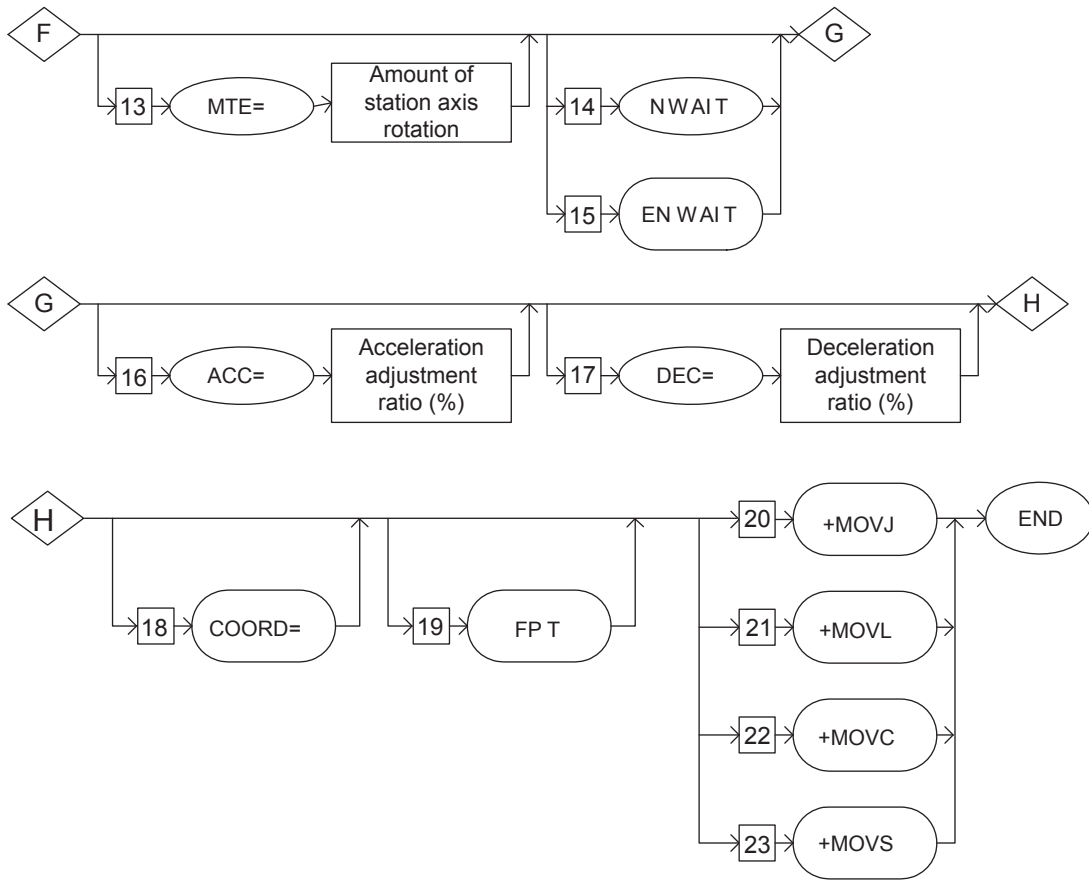 F
G
13
MTE=
Amount of
station axis
rotation
14
NWAIT
15
ENWAIT
G
H
16
ACC=
Acceleration
adjustment
ratio (%)
17
DEC=
Deceleration
adjustment
ratio (%)
H
18
COORD=
19
FPT
20
+MOVJ
END
21
+MOVL
22
+MOVC
23
+MOVS